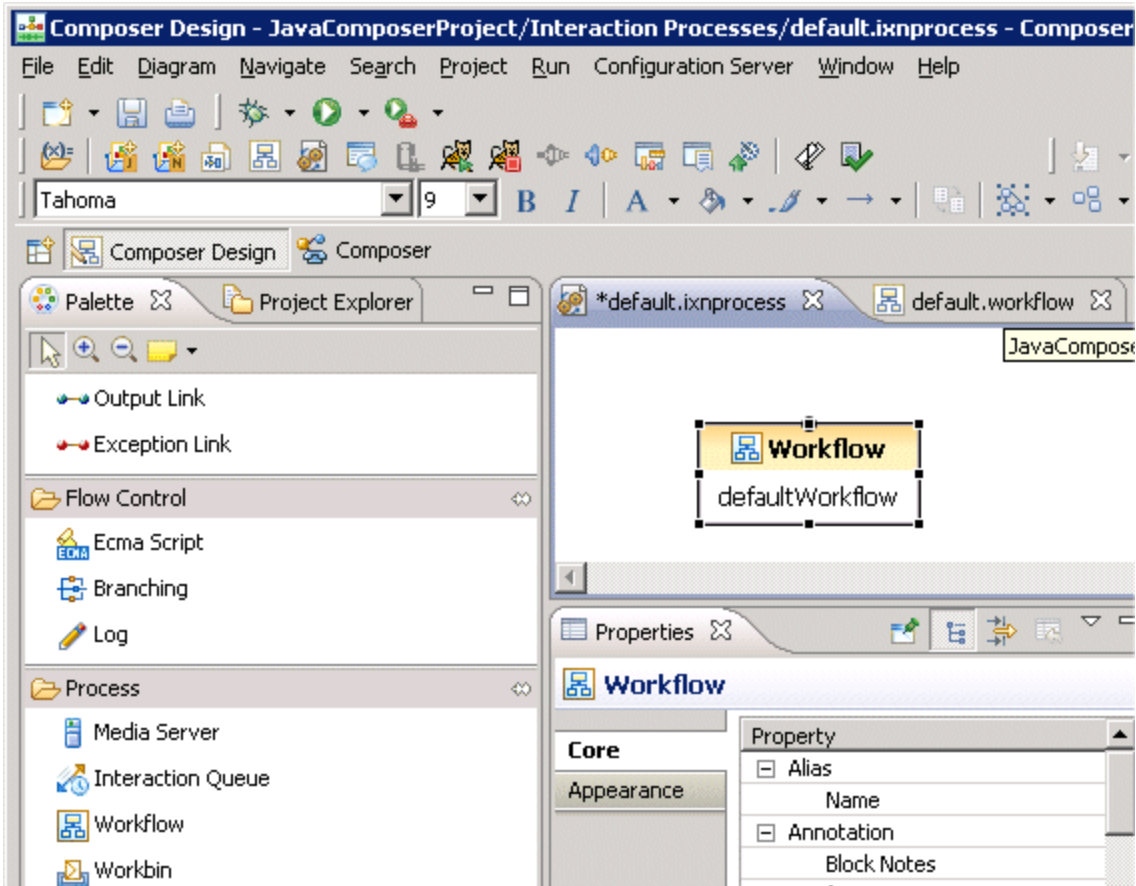 Composer Design - JavaComposerProject/Interaction Processes/default.ixnprocess - Composer
File Edit Diagram Navigate Search Project Run Configuration Server Window Help
Tahoma 9 B I A
Composer Design Composer
Palette Project Explorer
*default.ixnprocess default.workflow
JavaCompose
Output Link
Exception Link
Workflow
defaultWorkflow
Flow Control
Ecma Script
Branching
Log
Process
Media Server
Interaction Queue
Workflow
Workbin
Properties
Workflow
Core
Appearance
Property
Alias
Name
Annotation
Block Notes